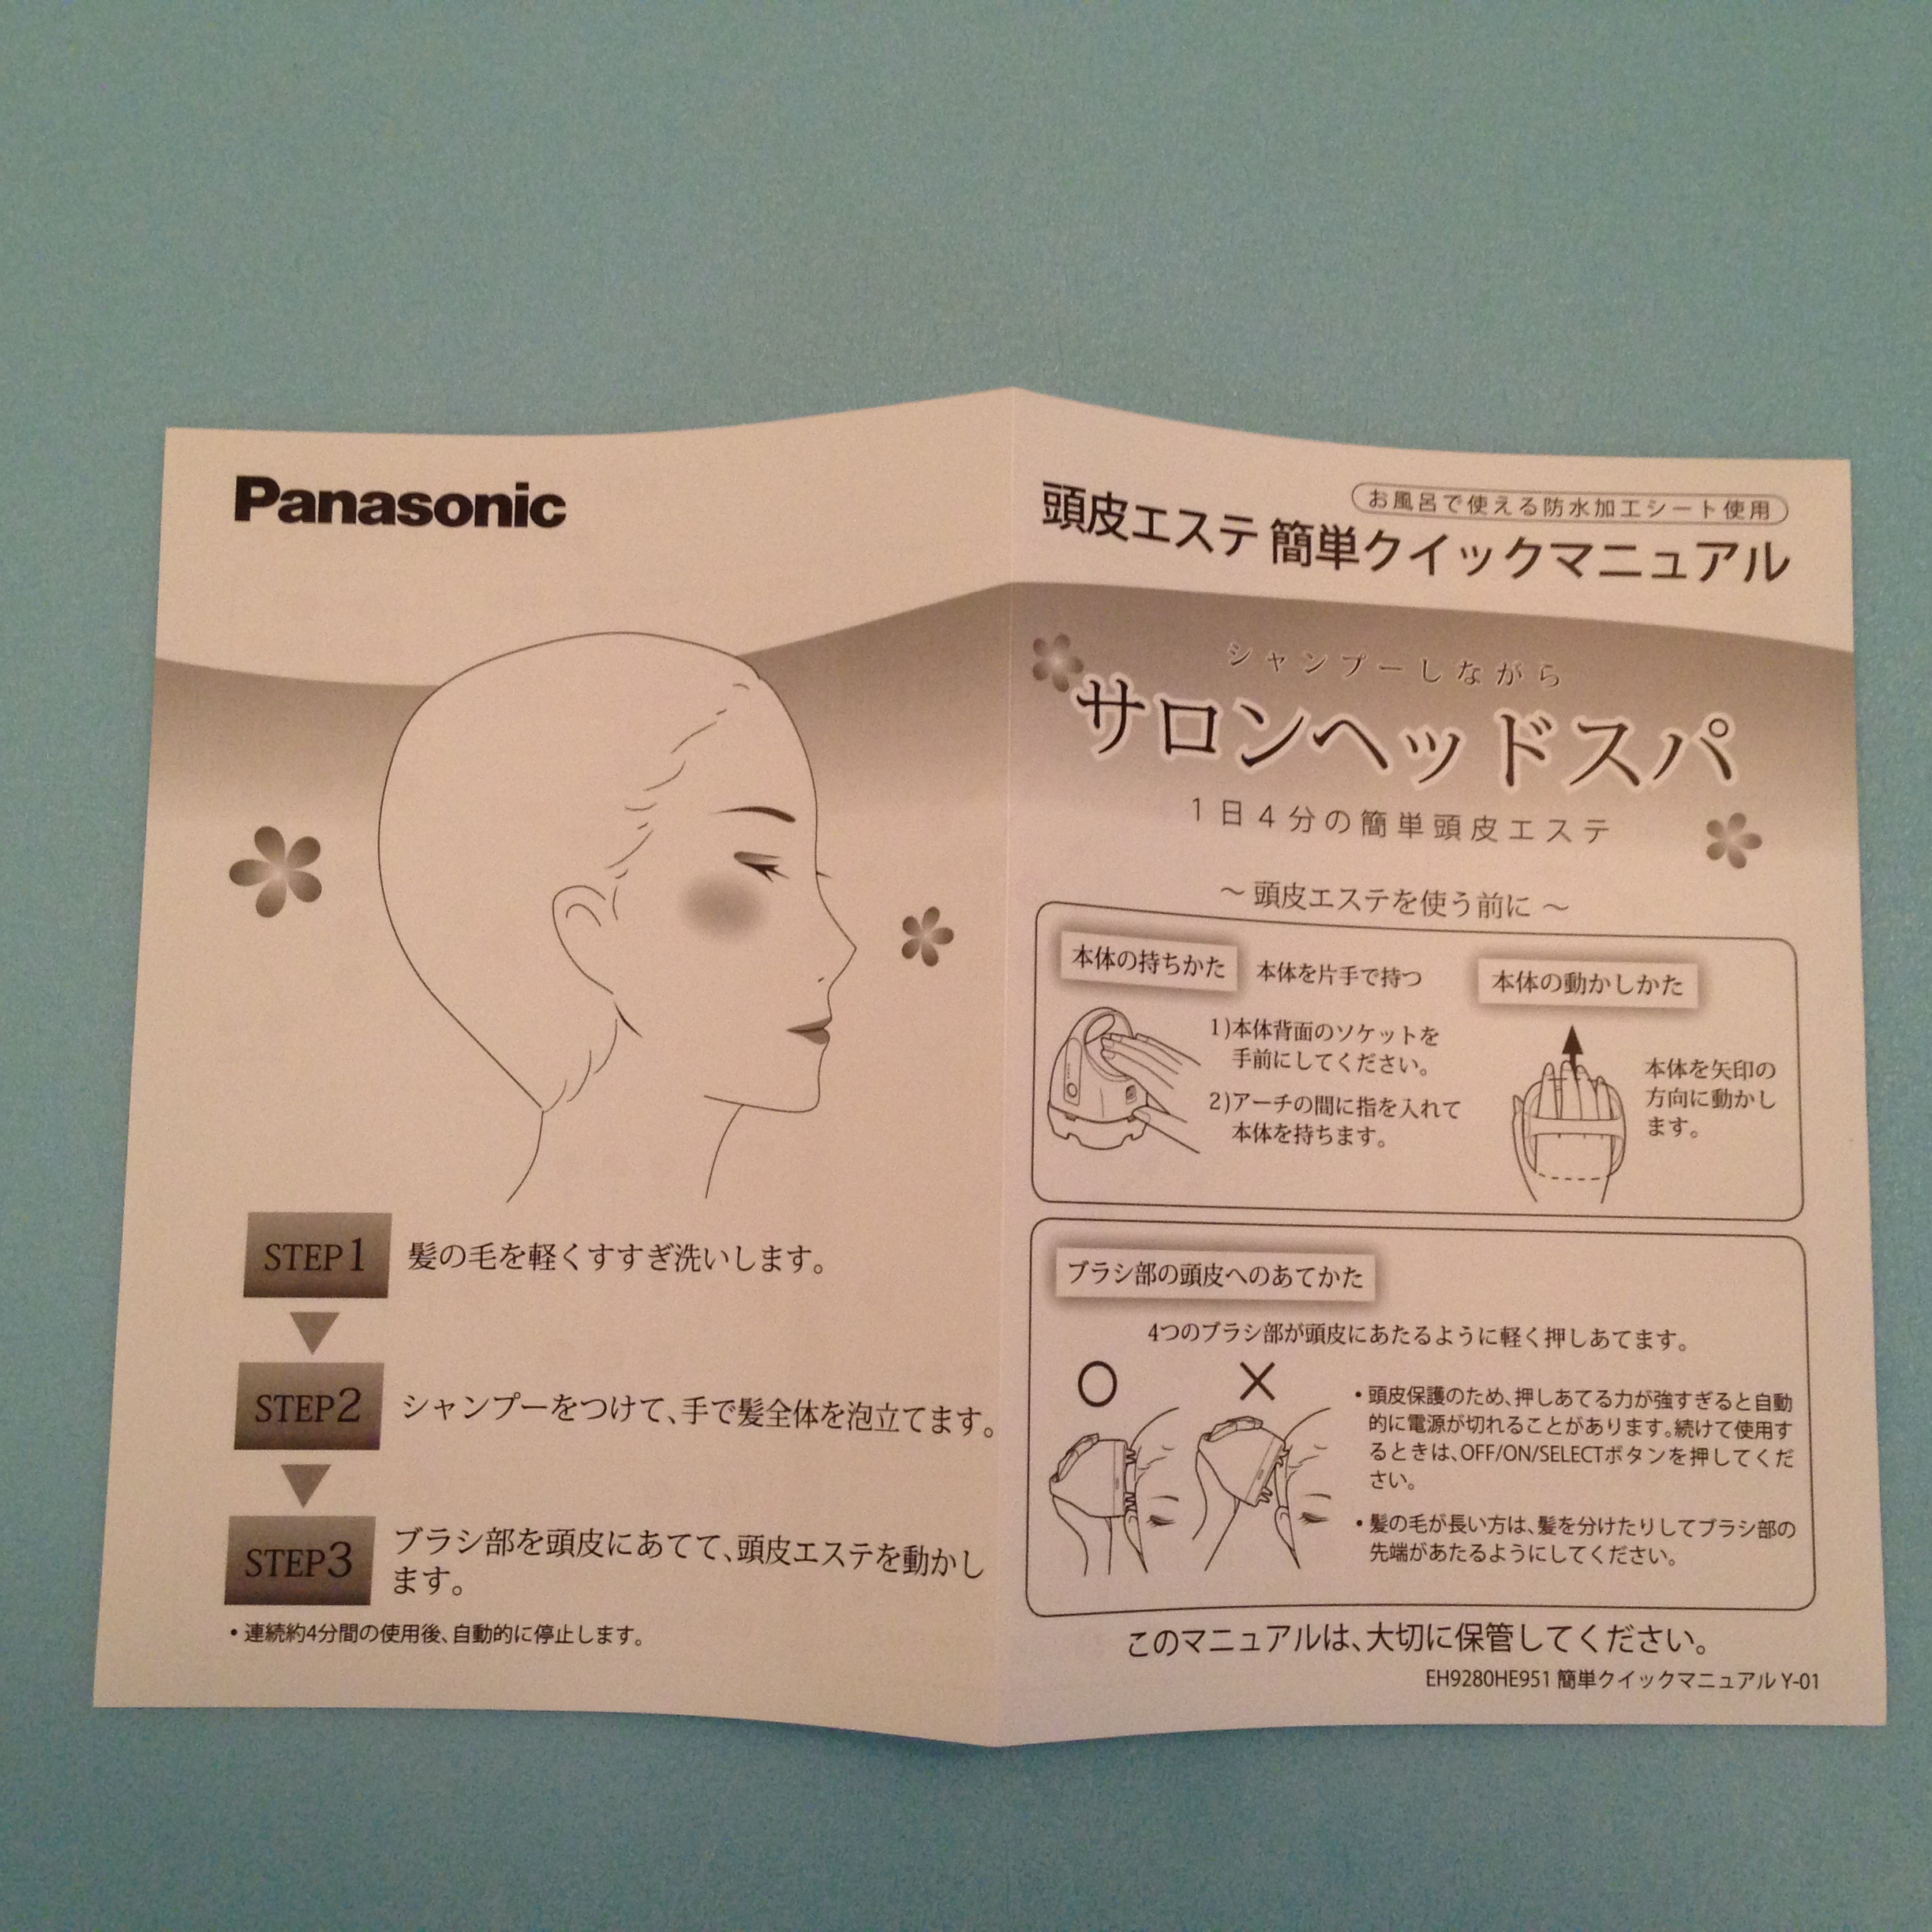 Panasonic
STEP1
髪の毛を軽くすすぎ洗いします。
STEP2
シャンプーをつけて、手で髪全体を泡立てます。
STEP3
ブラシ部を頭皮にあてて、頭皮エステを動かし
ます。
• 連続約4分間の使用後、自動的に停止します。
お風呂で使える防水加工シート使用
頭皮エステ 簡単クイックマニュアル
シャンプーしながら
サロンヘッドスパ
1日4分の簡単頭皮エステ
〜 頭皮エステを使う前に 〜
本体の持ちかた
本体を片手で持つ
1)本体背面のソケットを
手前にしてください。
2)アーチの間に指を入れて
本体を持ちます。
本体の動かしかた
本体を矢印の
方向に動かし
ます。
ブラシ部の頭皮へのあてかた
4つのブラシ部が頭皮にあたるように軽く押しあてます。
• 頭皮保護のため、押しあてる力が強すぎると自動
的に電源が切れることがあります。続けて使用す
るときは、OFF/ON/SELECTボタンを押してくだ
さい。
• 髪の毛が長い方は、髪を分けたりしてブラシ部の
先端があたるようにしてください。
このマニュアルは、大切に保管してください。
EH9280HE951 簡単クイックマニュアル Y-01